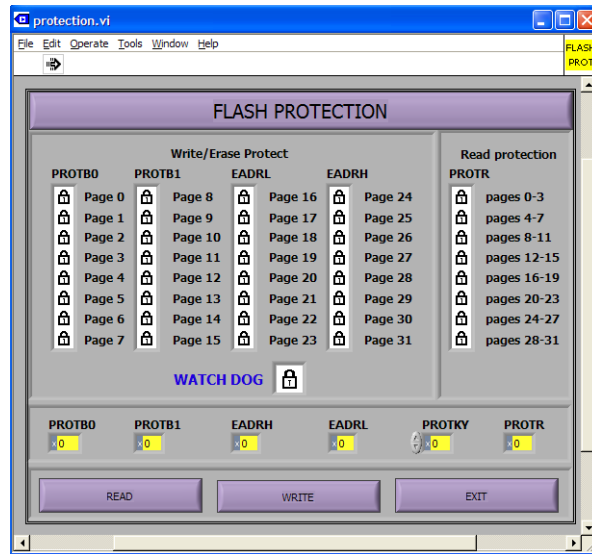 protection.vi
File Edit Operate Tools Window Help
FLASH
PROT
FLASH PROTECTION
Write/Erase Protect
Read protection
PROTB0 PROTB1 EADRL EADRH PROTR
Page 0 Page 8 Page 16 Page 24 pages 0-3
Page 1 Page 9 Page 17 Page 25 pages 4-7
Page 2 Page 10 Page 18 Page 26 pages 8-11
Page 3 Page 11 Page 19 Page 27 pages 12-15
Page 4 Page 12 Page 20 Page 28 pages 16-19
Page 5 Page 13 Page 21 Page 29 pages 20-23
Page 6 Page 14 Page 22 Page 30 pages 24-27
Page 7 Page 15 Page 23 Page 31 pages 28-31
WATCH DOG
PROTB0 PROTB1 EADRH EADRL PROTKY PROTR
x0 x0 x0 x0 x0 x0
READ WRITE EXIT